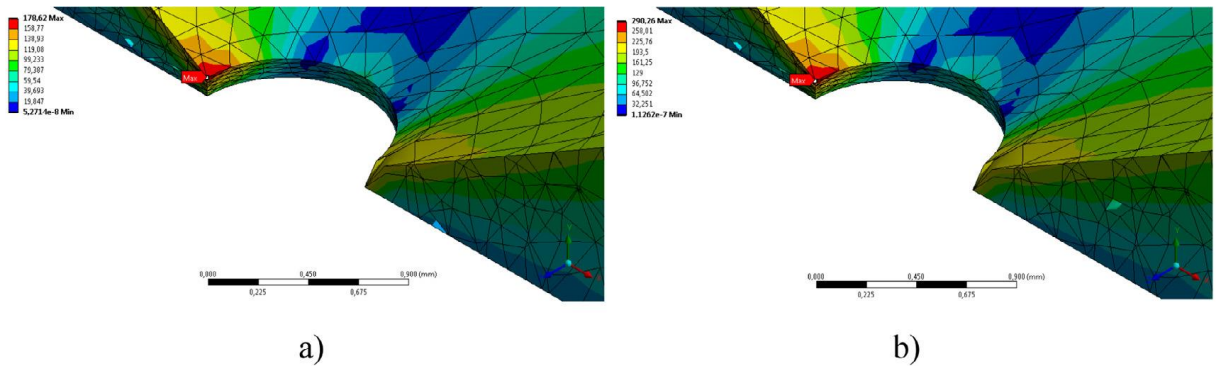 178,62 Max
158,77
138,93
119,08
99,233
79,387
59,54
39,693
19,847
5,2714e-8 Min
Max
0,000 0,450 0,900 (mm)
0,225 0,675
a)
290,26 Max
258,01
225,76
193,5
161,25
129
96,752
64,502
32,251
1,1262e-7 Min
Max
0,000 0,450 0,900 (mm)
0,225 0,675
b)